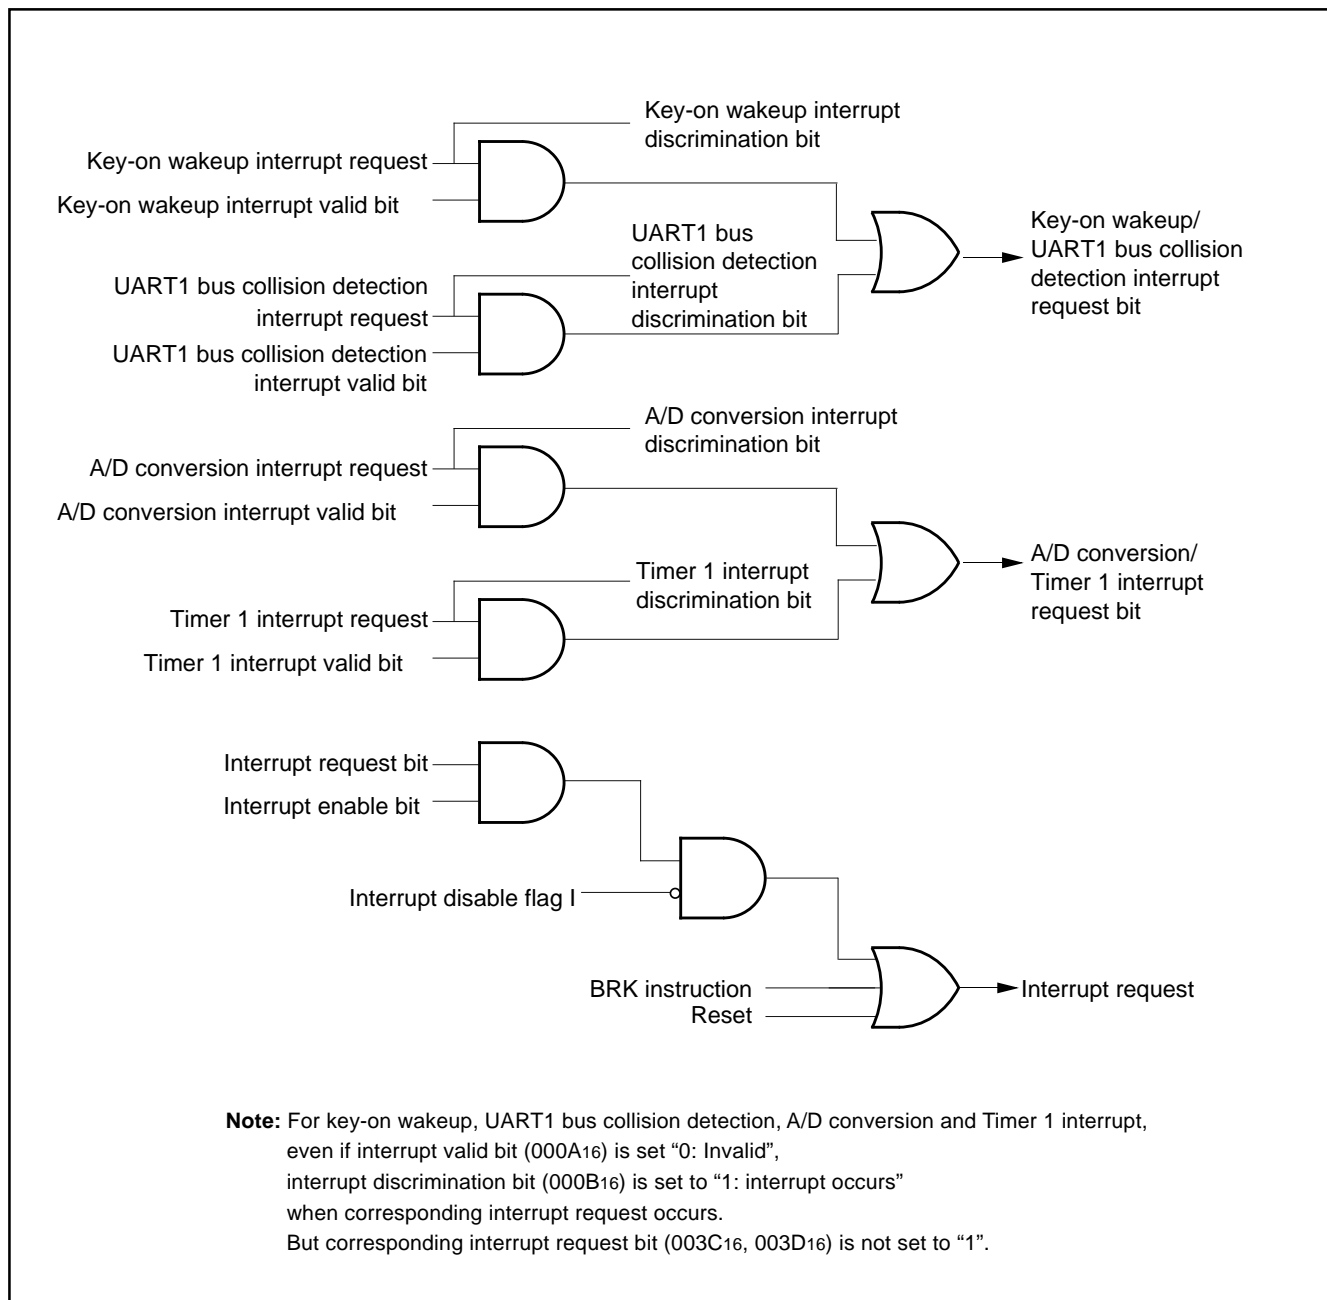 Key-on wakeup interrupt
discrimination bit
Key-on wakeup interrupt request
Key-on wakeup interrupt valid bit
UART1 bus
collision detection
interrupt
discrimination bit
Key-on wakeup/
UART1 bus collision
detection interrupt
request bit
UART1 bus collision detection
interrupt request
UART1 bus collision detection
interrupt valid bit
A/D conversion interrupt
discrimination bit
A/D conversion interrupt request
A/D conversion interrupt valid bit
A/D conversion/
Timer 1 interrupt
request bit
Timer 1 interrupt
discrimination bit
Timer 1 interrupt request
Timer 1 interrupt valid bit
Interrupt request bit
Interrupt enable bit
Interrupt disable flag I
BRK instruction
Reset
Interrupt request
Note: For key-on wakeup, UART1 bus collision detection, A/D conversion and Timer 1 interrupt,
even if interrupt valid bit (000A16) is set “0: Invalid”,
interrupt discrimination bit (000B16) is set to “1: interrupt occurs”
when corresponding interrupt request occurs.
But corresponding interrupt request bit (003C16, 003D16) is not set to “1”.